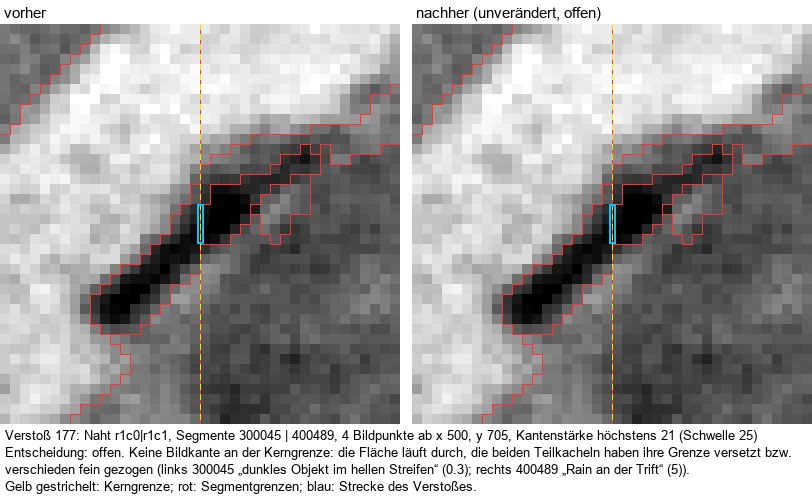 vorher
nachher (unverändert, offen)
Verstoß 177: Naht r1c0|r1c1, Segmente 300045 | 400489, 4 Bildpunkte ab x 500, y 705, Kantenstärke höchstens 21 (Schwelle 25)
Entscheidung: offen. Keine Bildkante an der Kerngrenze: die Fläche läuft durch, die beiden Teilkacheln haben ihre Grenze versetzt bzw.
verschieden fein gezogen (links 300045 „dunkles Objekt im hellen Streifen“ (0.3); rechts 400489 „Rain an der Trift“ (5)).
Gelb gestrichelt: Kerngrenze; rot: Segmentgrenzen; blau: Strecke des Verstoßes.